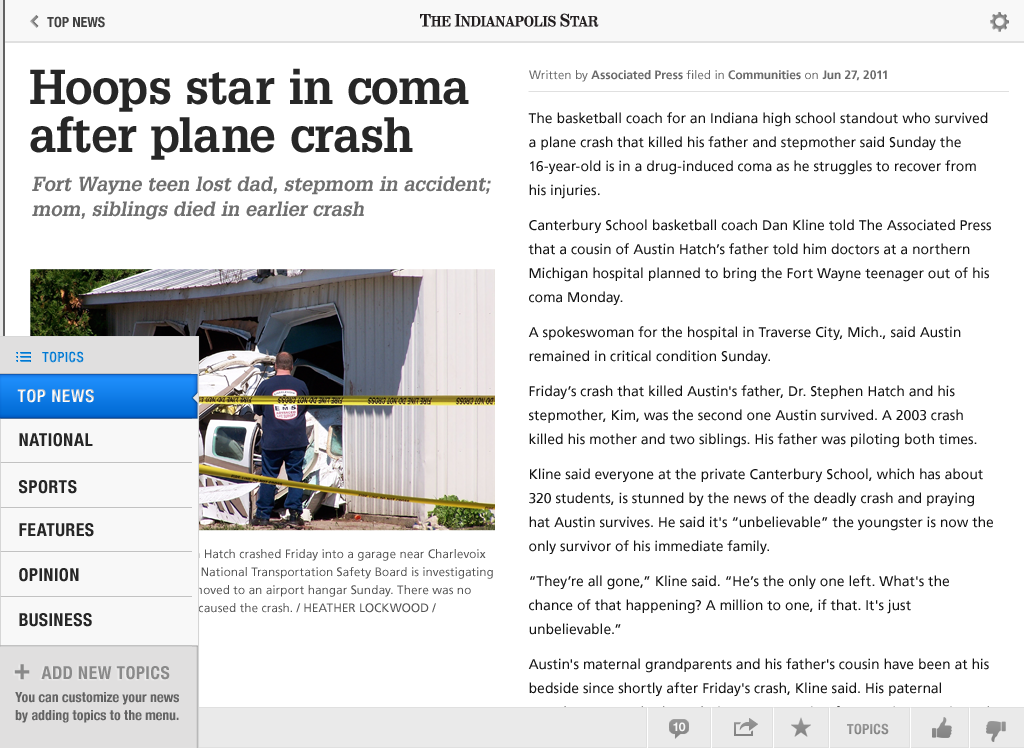 TOP NEWS
THE INDIANAPOLIS STAR
Hoops star in coma
after plane crash
Fort Wayne teen lost dad, stepmom in accident;
mom, siblings died in earlier crash
FIRE LINE DO NOT CROSS
EMS
Hatch crashed Friday into a garage near Charlevoix
National Transportation Safety Board is investigating
moved to an airport hangar Sunday. There was no
caused the crash. / HEATHER LOCKWOOD /
TOPICS
TOP NEWS
NATIONAL
SPORTS
FEATURES
OPINION
BUSINESS
+ ADD NEW TOPICS
You can customize your news
by adding topics to the menu.
Written by Associated Press filed in Communities on Jun 27, 2011
The basketball coach for an Indiana high school standout who survived
a plane crash that killed his father and stepmother said Sunday the
16-year-old is in a drug-induced coma as he struggles to recover from
his injuries.
Canterbury School basketball coach Dan Kline told The Associated Press
that a cousin of Austin Hatch's father told him doctors at a northern
Michigan hospital planned to bring the Fort Wayne teenager out of his
coma Monday.
A spokeswoman for the hospital in Traverse City, Mich., said Austin
remained in critical condition Sunday.
Friday's crash that killed Austin's father, Dr. Stephen Hatch and his
stepmother, Kim, was the second one Austin survived. A 2003 crash
killed his mother and two siblings. His father was piloting both times.
Kline said everyone at the private Canterbury School, which has about
320 students, is stunned by the news of the deadly crash and praying
hat Austin survives. He said it's “unbelievable” the youngster is now the
only survivor of his immediate family.
“They're all gone,” Kline said. “He's the only one left. What's the
chance of that happening? A million to one, if that. It's just
unbelievable.”
Austin's maternal grandparents and his father's cousin have been at his
bedside since shortly after Friday's crash, Kline said. His paternal
10
TOPICS